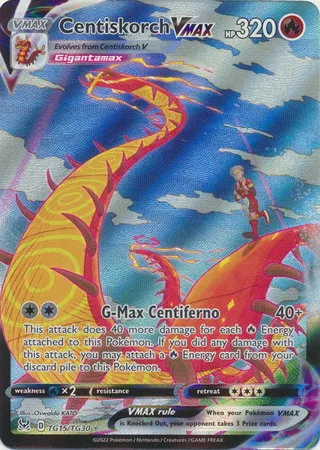 VMAX
Centiskorch VMAX HP 320
Evolves from Centiskorch V
Gigantamax
G-Max Centiferno 40+
This attack does 40 more damage for each Energy
attached to this Pokémon. If you did any damage with
this attack, you may attach a Energy card from your
discard pile to this Pokémon.
weakness ×2 resistance retreat
Illus. Oswaldo KATO
D TG15/TG30
VMAX rule
When your Pokémon VMAX
is Knocked Out, your opponent takes 3 Prize cards.
©2022 Pokémon / Nintendo / Creatures / GAME FREAK